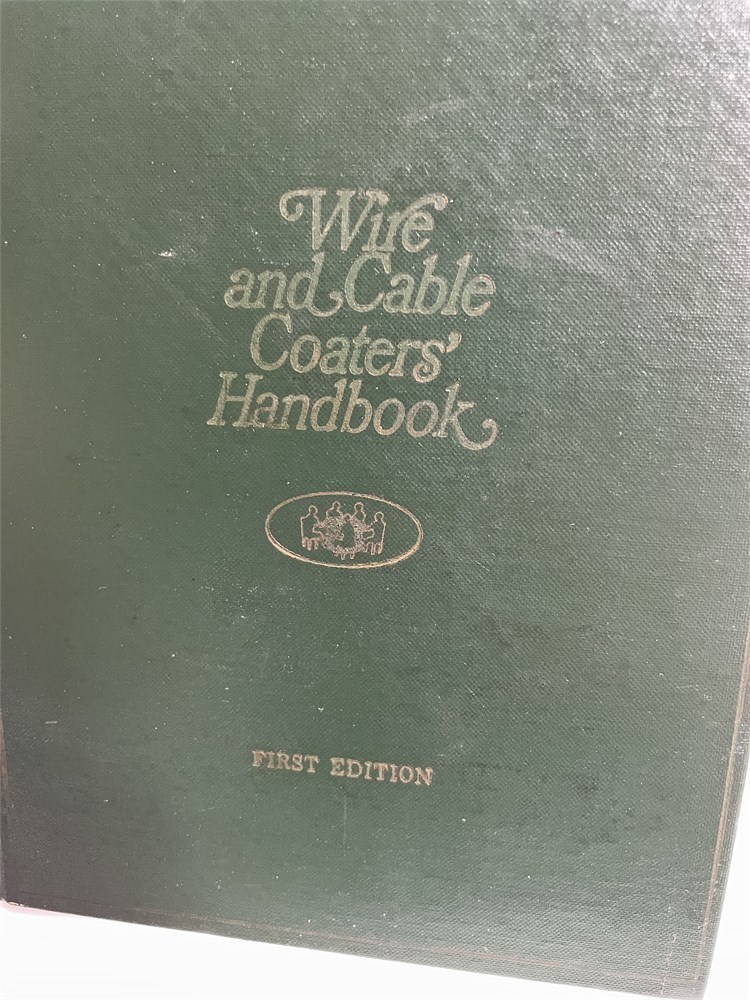 Wire
and Cable
Coaters'
Handbook
FIRST EDITION